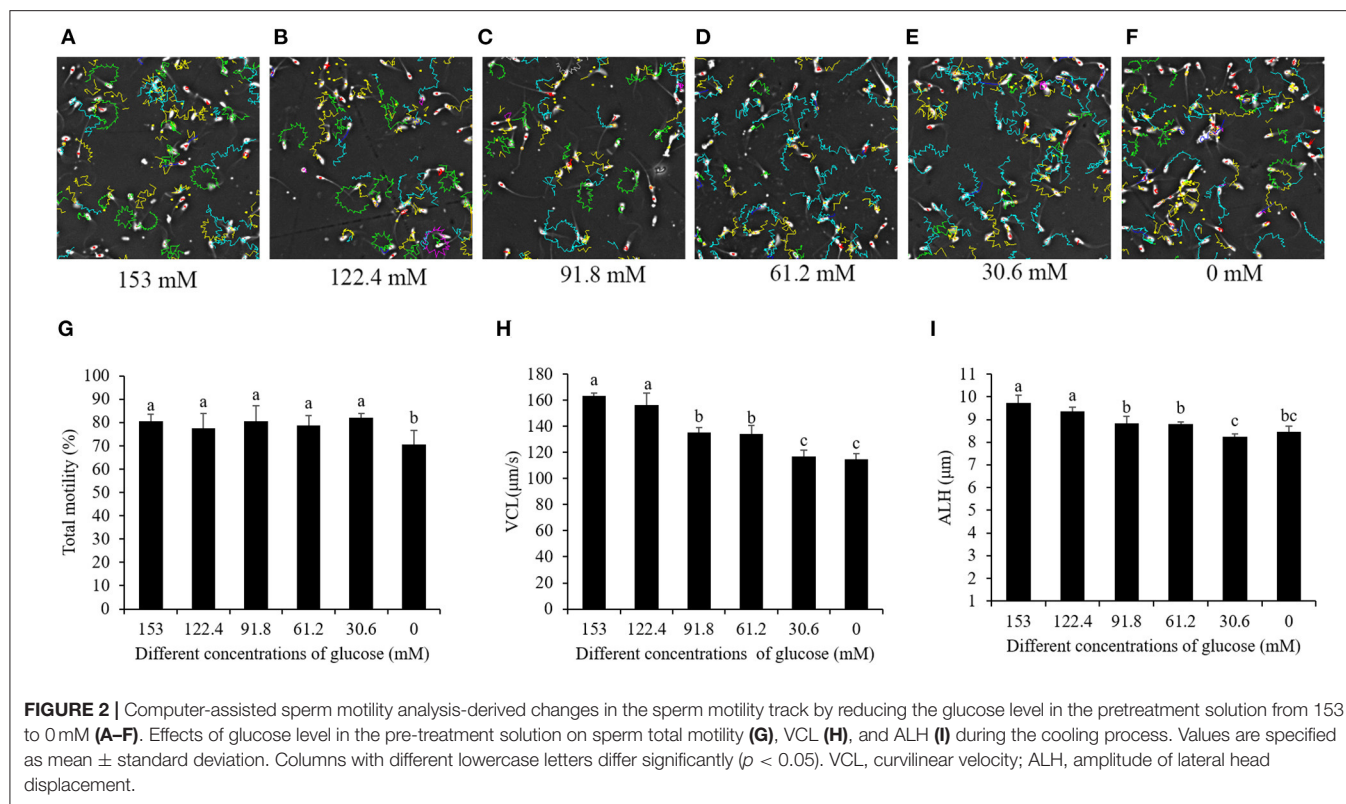 A B C D E F
153 mM 122.4 mM 91.8 mM 61.2 mM 30.6 mM 0 mM
G
Total motility (%)
100
90
80
70
60
50
40
30
20
10
0
a a a a a b
153 122.4 91.8 61.2 30.6 0
Different concentrations of glucose (mM)
H
VCL(μm/s)
180
160
140
120
100
80
60
40
20
0
a a b b c c
153 122.4 91.8 61.2 30.6 0
Different concentrations of glucose (mM)
I
ALH (μm)
11
10
9
8
7
6
5
4
3
2
1
a a b b c bc
153 122.4 91.8 61.2 30.6 0
Different concentrations of glucose (mM)
FIGURE 2 | Computer-assisted sperm motility analysis-derived changes in the sperm motility track by reducing the glucose level in the pretreatment solution from 153
to 0 mM (A–F). Effects of glucose level in the pre-treatment solution on sperm total motility (G), VCL (H), and ALH (I) during the cooling process. Values are specified
as mean ± standard deviation. Columns with different lowercase letters differ significantly (p < 0.05). VCL, curvilinear velocity; ALH, amplitude of lateral head
displacement.